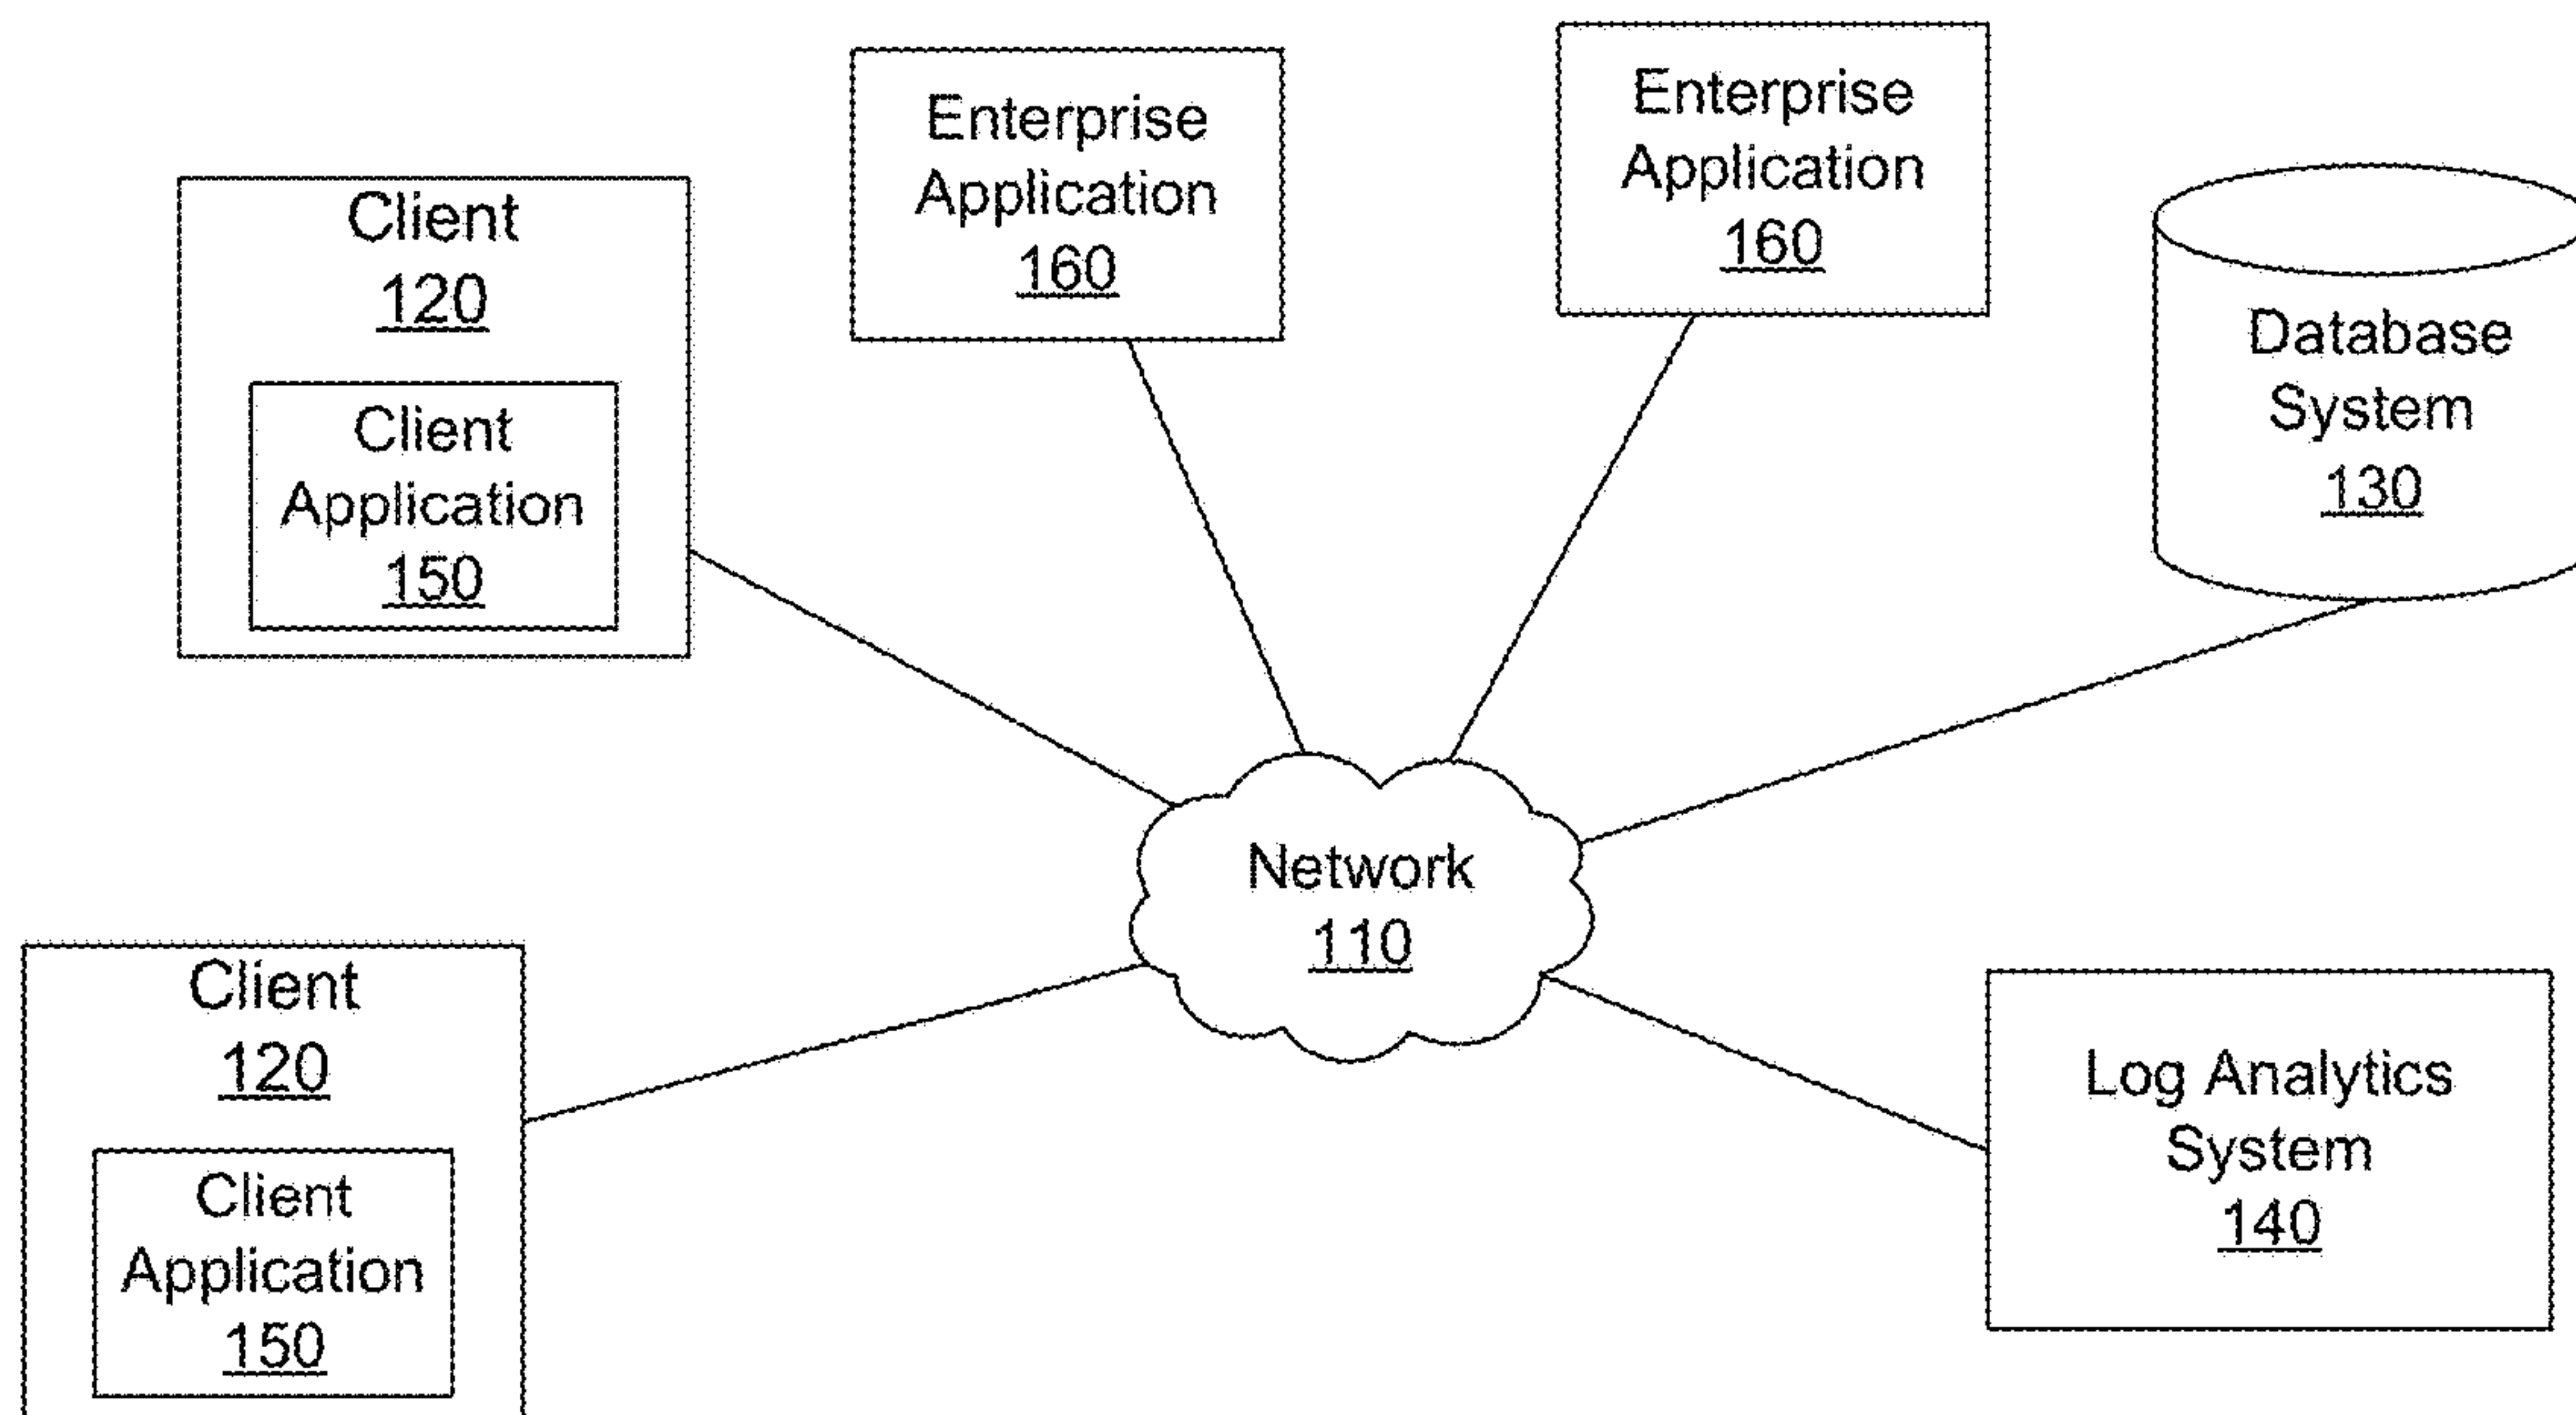 Enterprise
Application
160
Enterprise
Application
160
Client
120
Client
Application
150
Database
System
130
Network
110
Client
120
Client
Application
150
Log Analytics
System
140